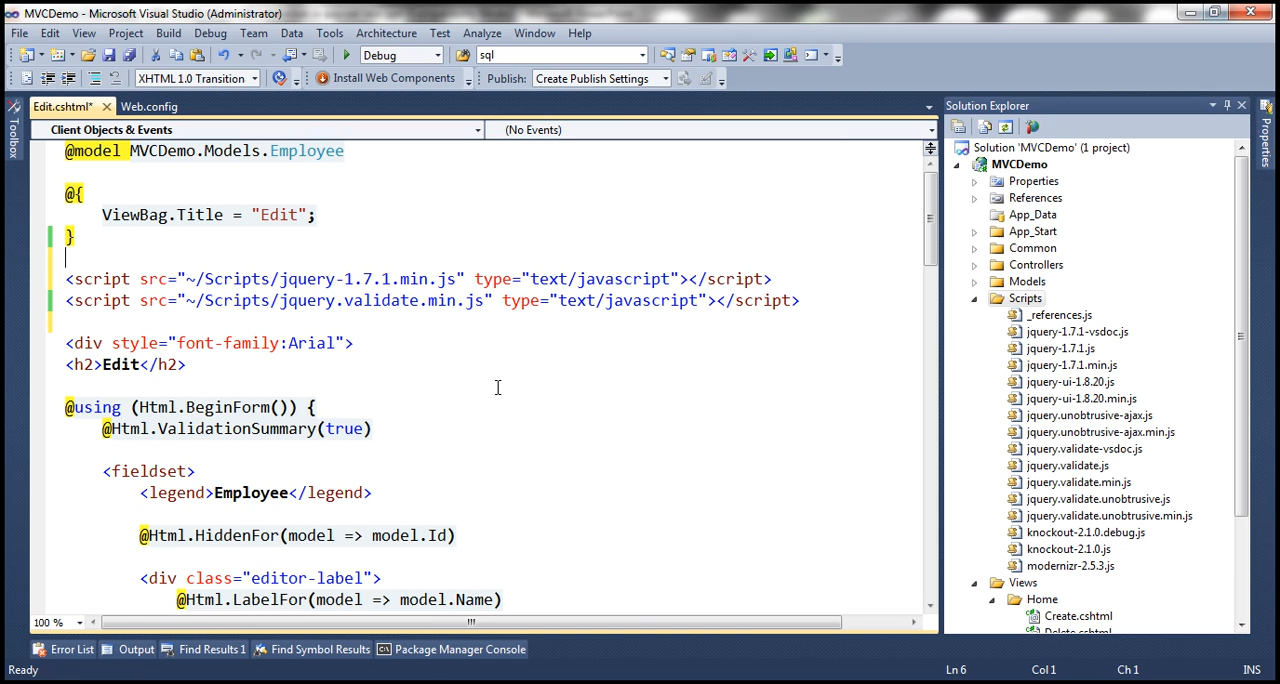 MVCDemo - Microsoft Visual Studio (Administrator)
File Edit View Project Build Debug Team Data Tools Architecture Test Analyze Window Help
Debug sql
XHTML 1.0 Transition Install Web Components Publish: Create Publish Settings
Edit.cshtml* Web.config
Client Objects & Events (No Events)
@model MVCDemo.Models.Employee
@{
ViewBag.Title = "Edit";
}
<script src="~/Scripts/jquery-1.7.1.min.js" type="text/javascript"></script>
<script src="~/Scripts/jquery.validate.min.js" type="text/javascript"></script>
<div style="font-family:Arial">
<h2>Edit</h2>
@using (Html.BeginForm()) {
@Html.ValidationSummary(true)
<fieldset>
<legend>Employee</legend>
@Html.HiddenFor(model => model.Id)
<div class="editor-label">
@Html.LabelFor(model => model.Name)
100 %
Toolbox
Solution Explorer
Solution 'MVCDemo' (1 project)
MVCDemo
Properties
References
App_Data
App_Start
Common
Controllers
Models
Scripts
_references.js
jquery-1.7.1-vsdoc.js
jquery-1.7.1.js
jquery-1.7.1.min.js
jquery-ui-1.8.20.js
jquery-ui-1.8.20.min.js
jquery.unobtrusive-ajax.js
jquery.unobtrusive-ajax.min.js
jquery.validate-vsdoc.js
jquery.validate.js
jquery.validate.min.js
jquery.validate.unobtrusive.js
jquery.validate.unobtrusive.min.js
knockout-2.1.0.debug.js
knockout-2.1.0.js
modernizr-2.5.3.js
Views
Home
Create.cshtml
Delete.cshtml
Properties
Error List Output Find Results 1 Find Symbol Results Package Manager Console
Ready Ln 6 Col 1 Ch 1 INS